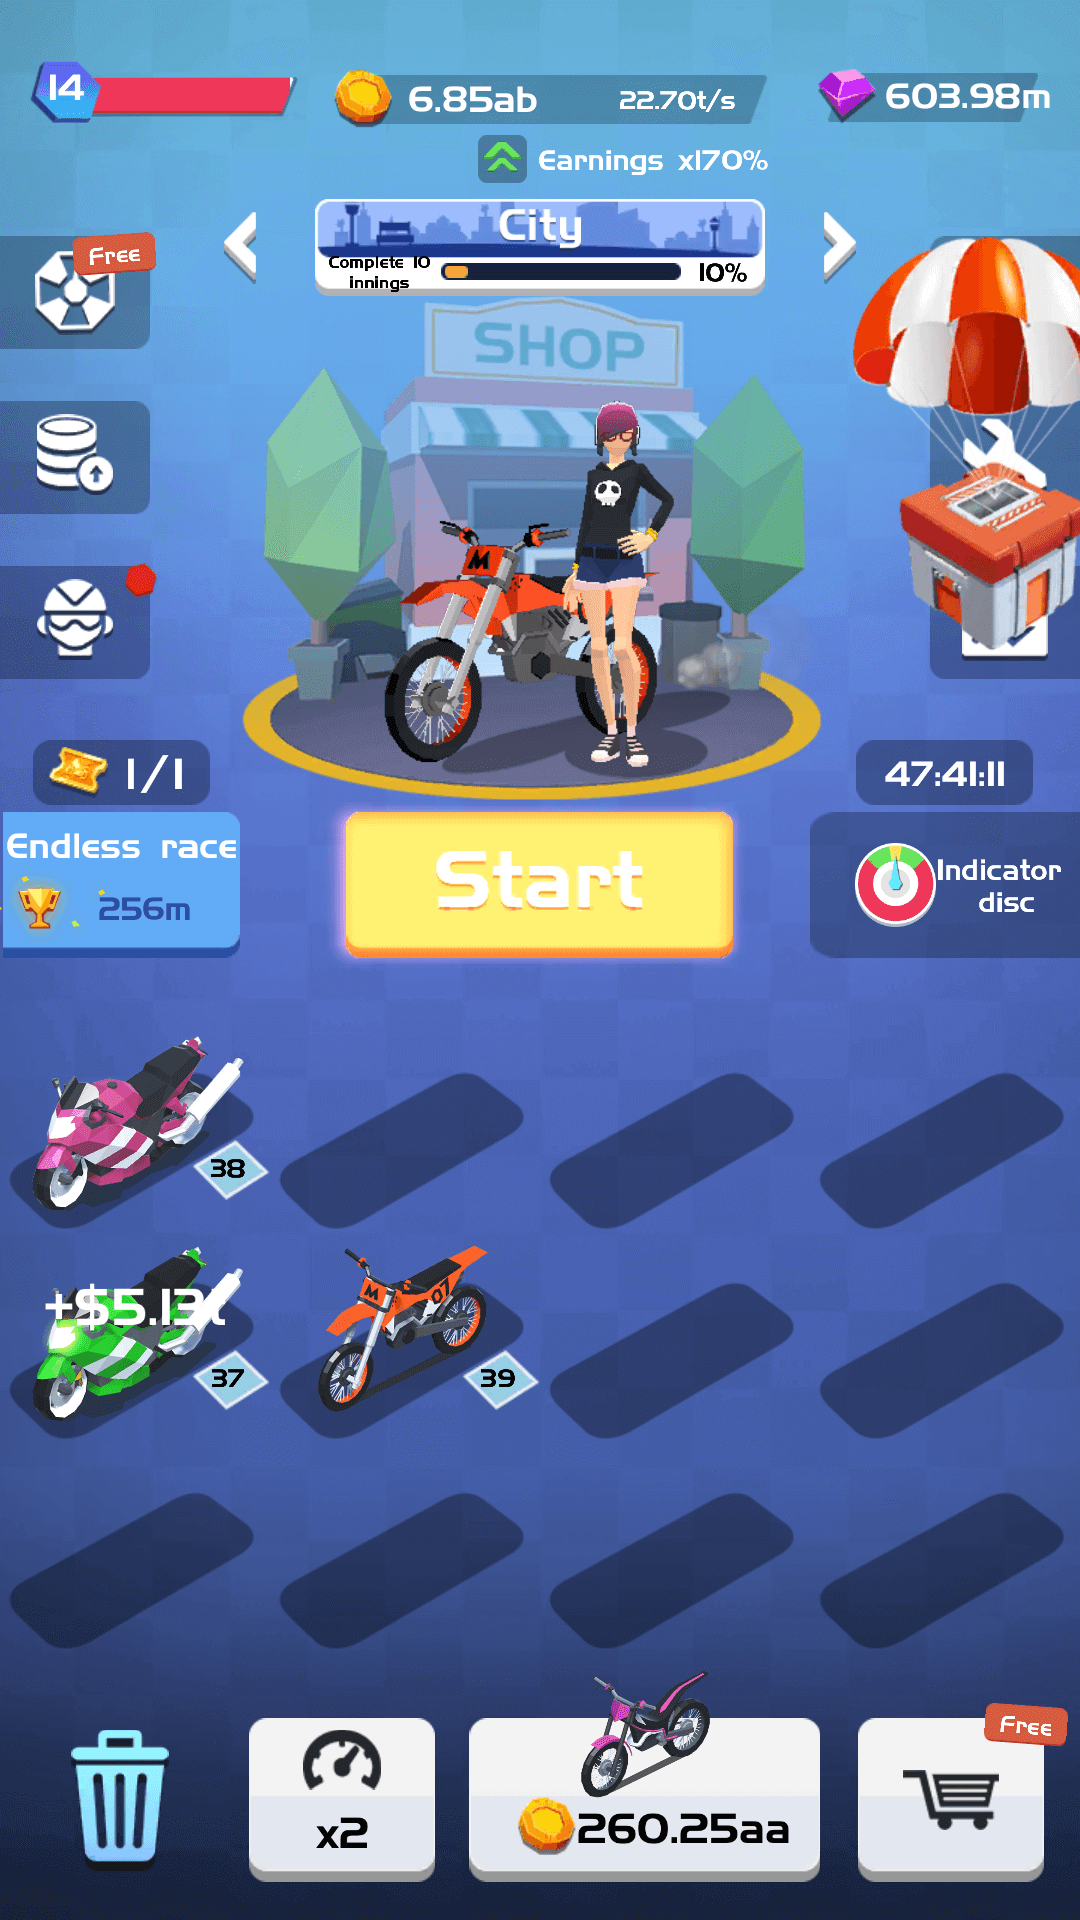 14
6.85ab
22.70t/s
603.98m
Earnings x170%
City
Complete 10
innings
10%
Free
SHOP
M
1/1
47:41:11
Endless race
256m
Start
Indicator
disc
38
+$5.13t
37
M
07
39
Free
x2
260.25aa